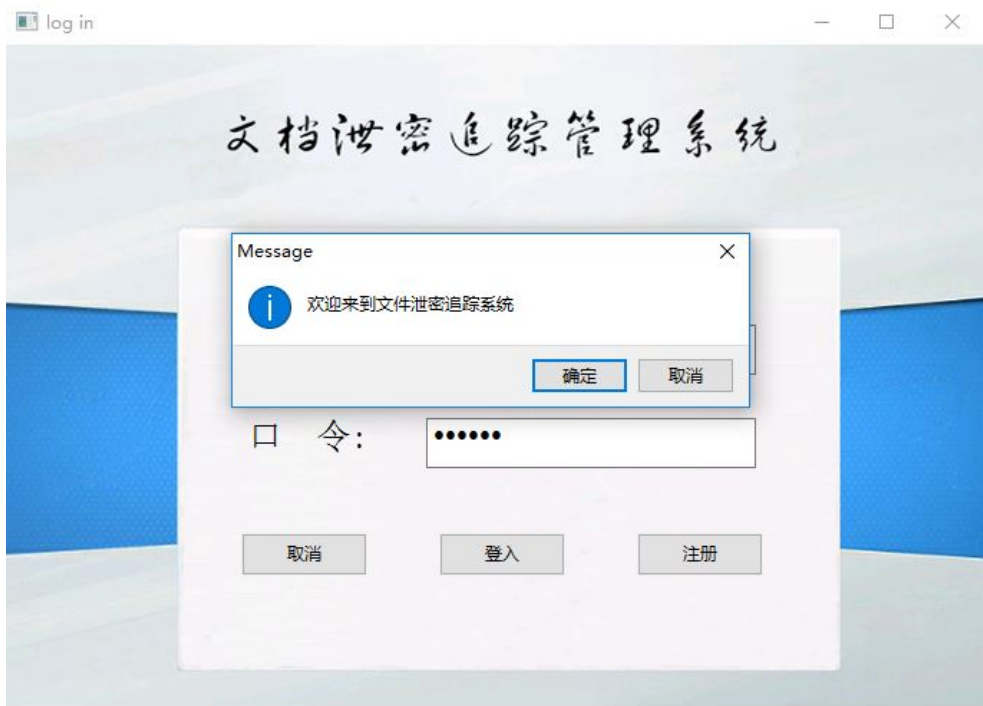 log in
文档泄密追踪管理系统
Message
欢迎来到文件泄密追踪系统
确定 取消
口 令:
••••••
取消 登入 注册